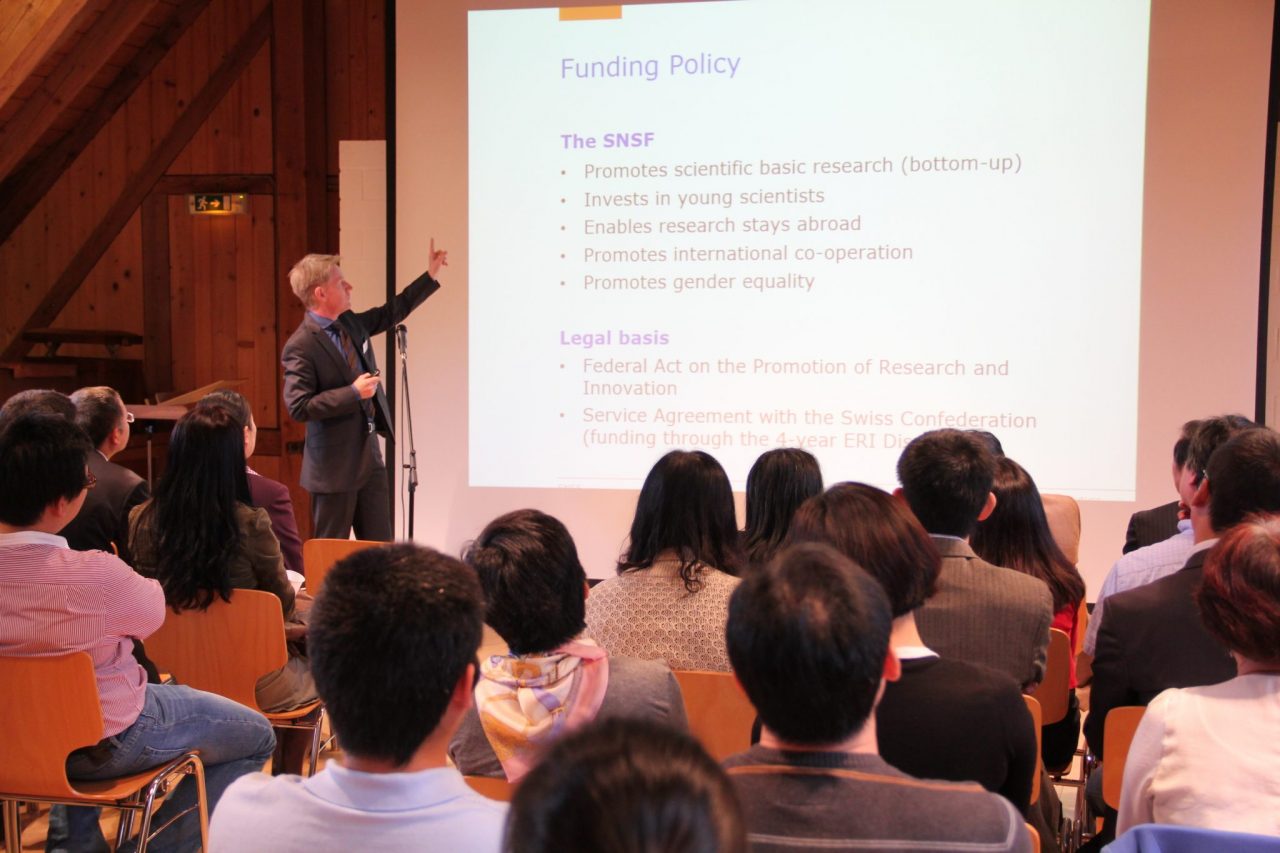 Funding Policy
The SNSF
• Promotes scientific basic research (bottom-up)
• Invests in young scientists
• Enables research stays abroad
• Promotes international co-operation
• Promotes gender equality
Legal basis
• Federal Act on the Promotion of Research and
Innovation
• Service Agreement with the Swiss Confederation
(funding through the 4-year ERI